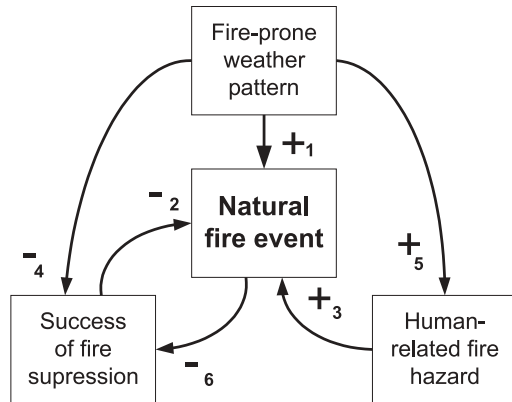 Fire-prone
weather
pattern
+1
- 2
Natural
fire event
-4
+5
+3
- 6
Success
of fire
supression
Human-
related fire
hazard